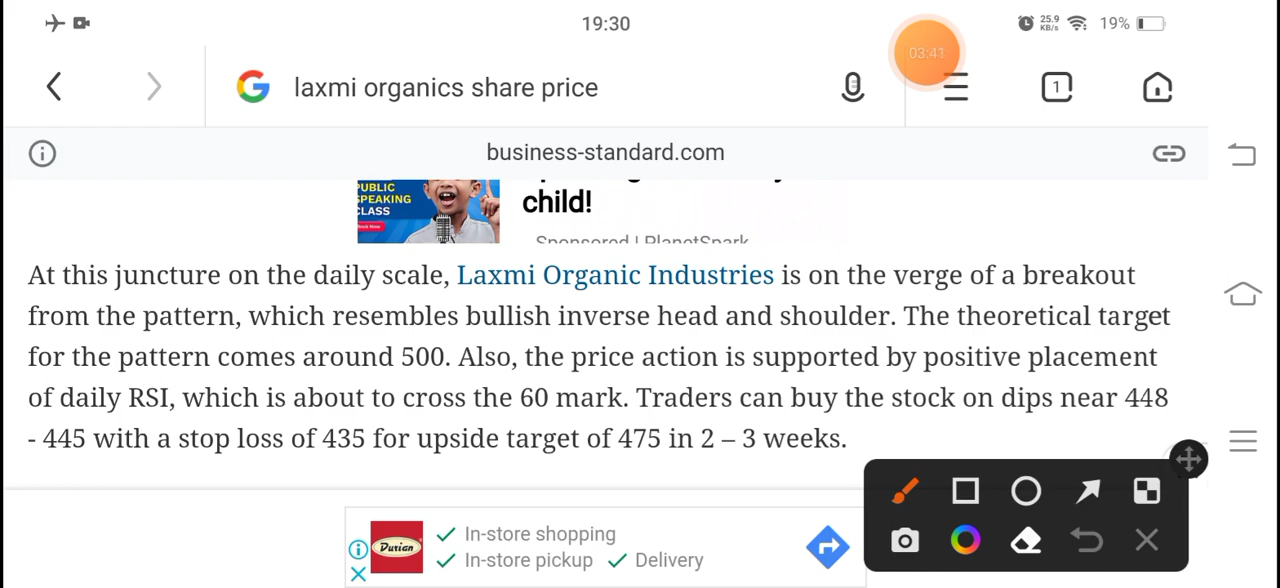 19:30
25.9
KB/s
19%
03:41
laxmi organics share price
1
business-standard.com
PUBLIC
SPEAKING
CLASS
Book Now
child!
Sponsored | PlanetSpark
At this juncture on the daily scale, Laxmi Organic Industries is on the verge of a breakout
from the pattern, which resembles bullish inverse head and shoulder. The theoretical target
for the pattern comes around 500. Also, the price action is supported by positive placement
of daily RSI, which is about to cross the 60 mark. Traders can buy the stock on dips near 448
- 445 with a stop loss of 435 for upside target of 475 in 2 – 3 weeks.
Durian
In-store shopping
In-store pickup
Delivery